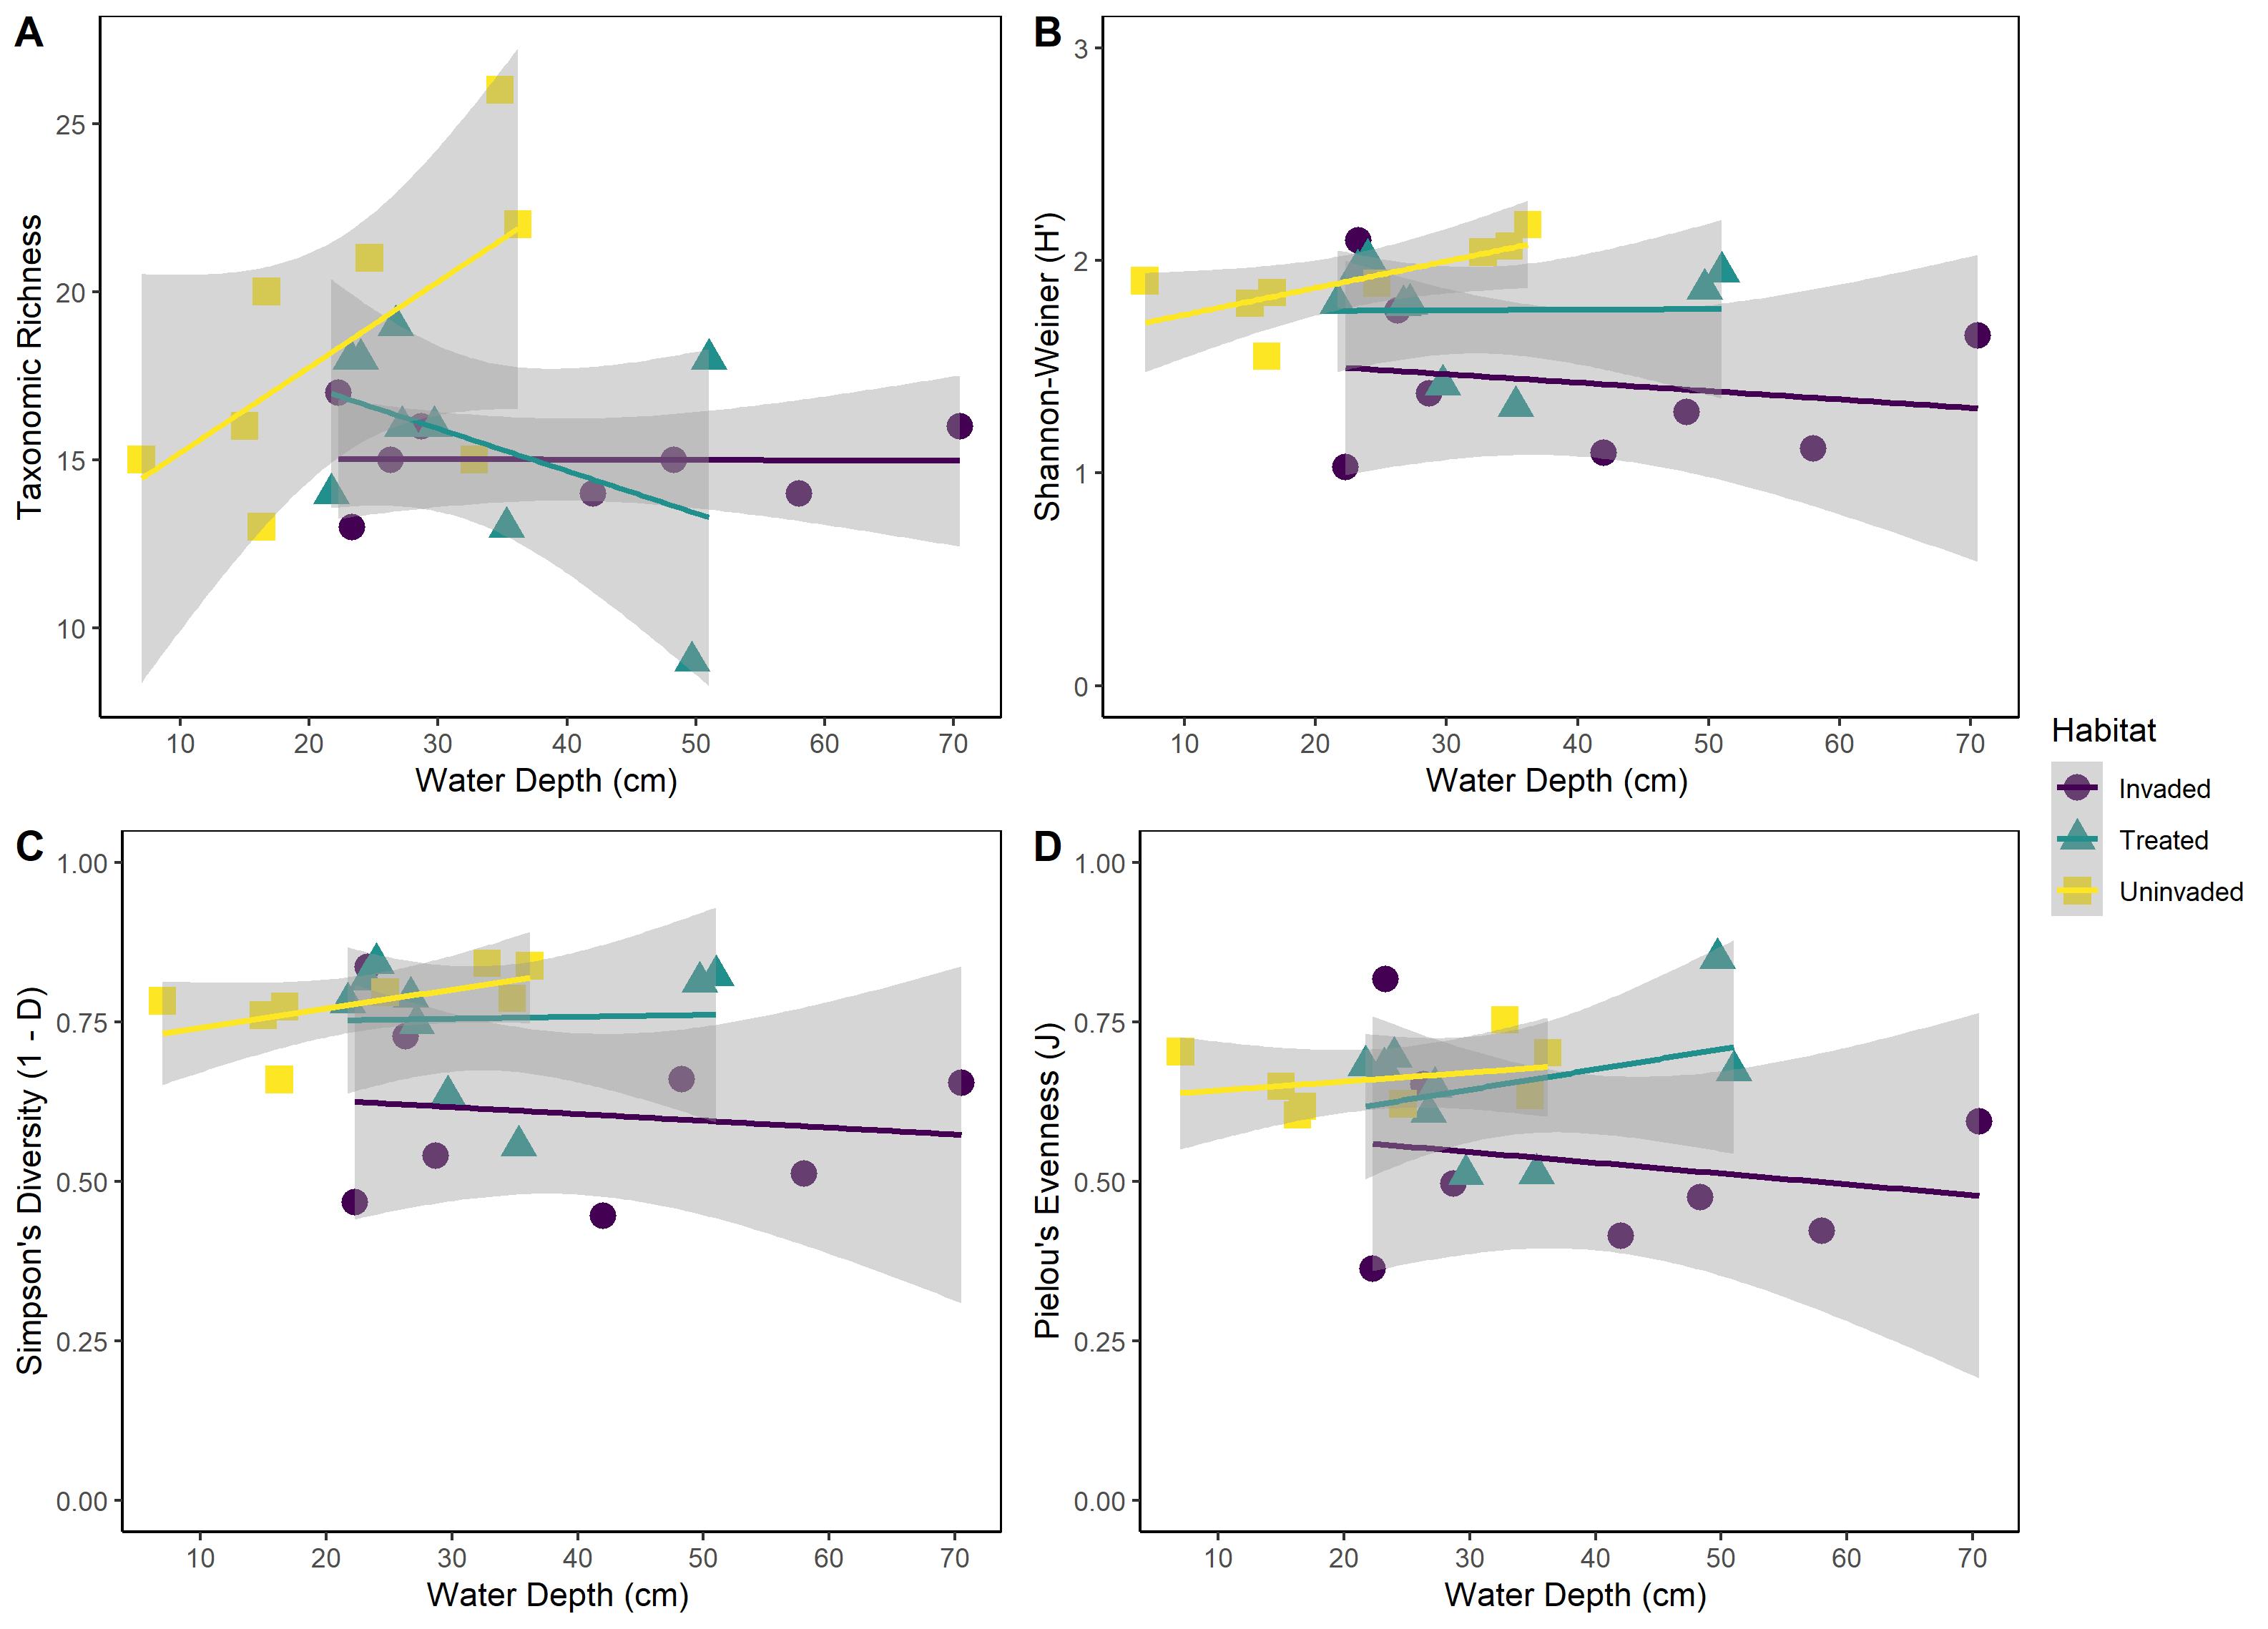 A
Taxonomic Richness
25
20
15
10
10 20 30 40 50 60 70
Water Depth (cm)
B
Shannon-Weiner (H')
3
2
1
0
10 20 30 40 50 60 70
Water Depth (cm)
C
Simpson's Diversity (1 - D)
1.00
0.75
0.50
0.25
0.00
10 20 30 40 50 60 70
Water Depth (cm)
D
Pielou's Evenness (J)
1.00
0.75
0.50
0.25
0.00
10 20 30 40 50 60 70
Water Depth (cm)
Habitat
Invaded
Treated
Uninvaded